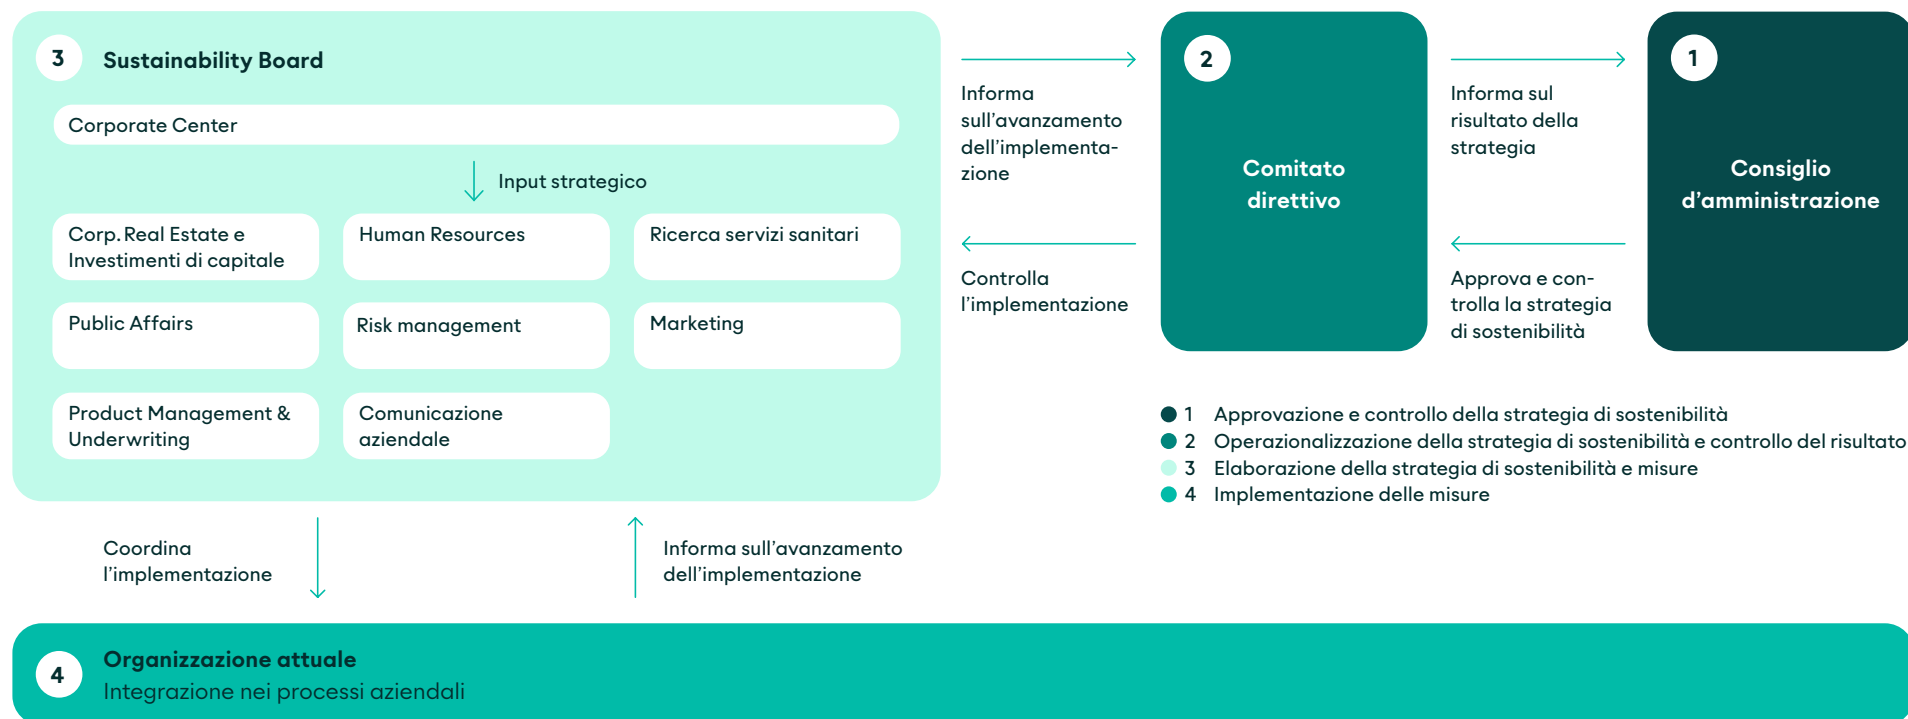 3
Sustainability Board
Corporate Center
Input strategico
Corp. Real Estate e
Investimenti di capitale
Human Resources
Ricerca servizi sanitari
Public Affairs
Risk management
Marketing
Product Management &
Underwriting
Comunicazione
aziendale
Informa
sull'avanzamento
dell'implementa-
zione
Controlla
l'implementazione
2
Comitato
direttivo
Informa sul
risultato della
strategia
Approva e con-
trolla la strategia
di sostenibilità
1
Consiglio
d'amministrazione
1 Approvazione e controllo della strategia di sostenibilità
2 Operazionalizzazione della strategia di sostenibilità e controllo del risultato
3 Elaborazione della strategia di sostenibilità e misure
4 Implementazione delle misure
Coordina
l'implementazione
Informa sull'avanzamento
dell'implementazione
4
Organizzazione attuale
Integrazione nei processi aziendali